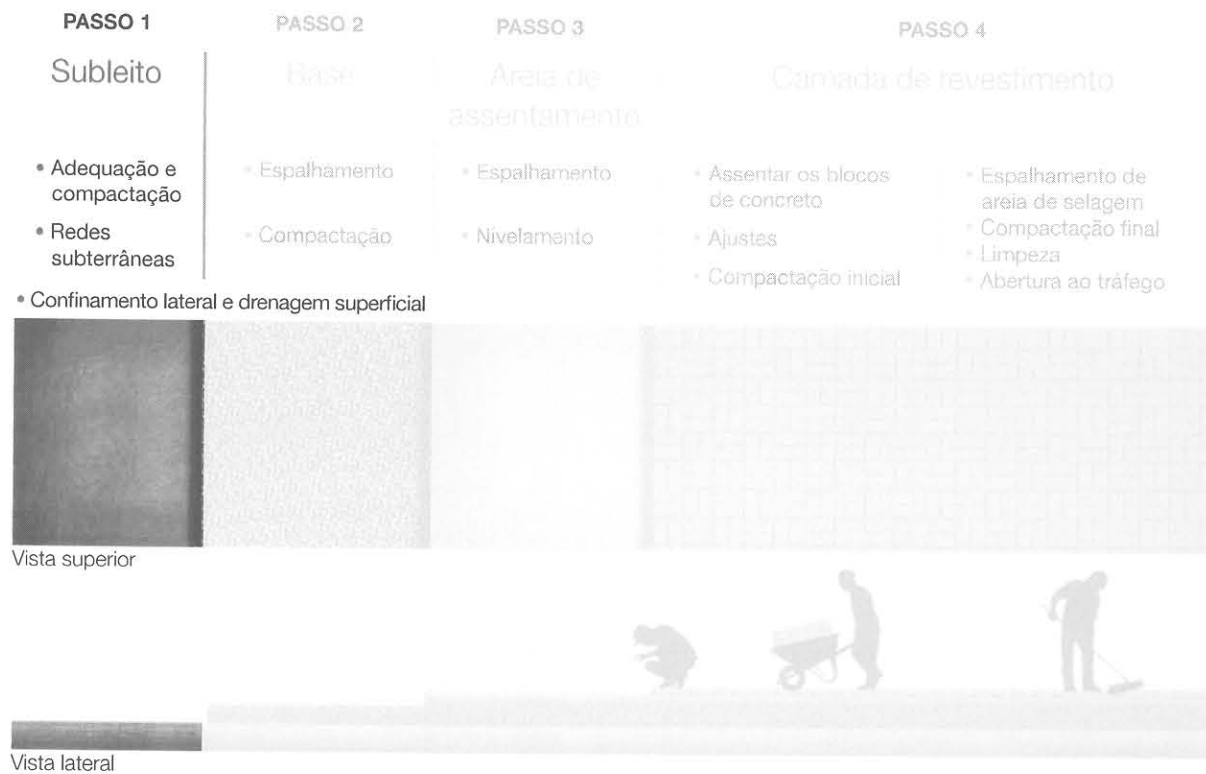 PASSO 1
Subleito
• Adequação e
compactação
• Redes
subterrâneas
PASSO 2
Base
• Espalhamento
• Compactação
PASSO 3
Areia de
assentamento
• Espalhamento
• Nivelamento
PASSO 4
Camada de revestimento
• Assentar os blocos
de concreto
• Ajustes
• Compactação inicial
• Espalhamento de
areia de selagem
• Compactação final
• Limpeza
• Abertura ao tráfego
• Confinamento lateral e drenagem superficial
Vista superior
Vista lateral